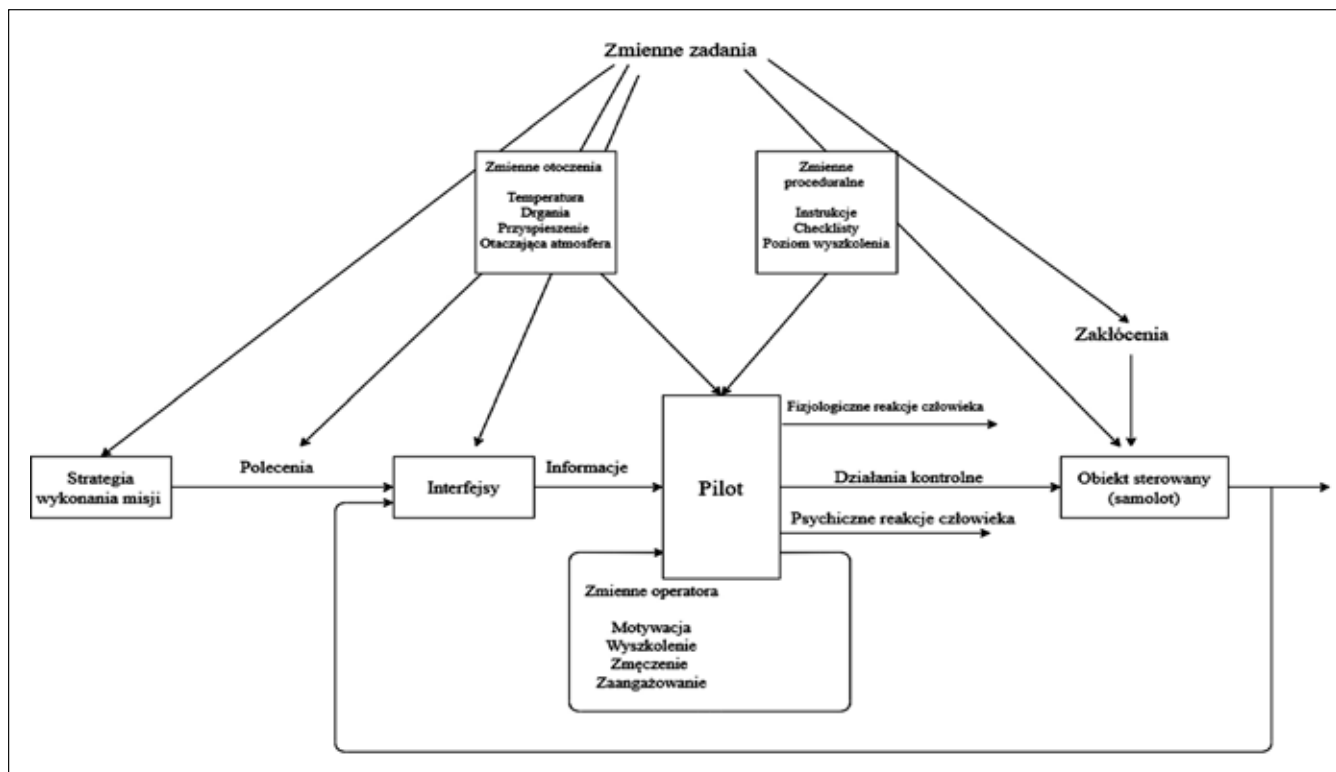 Zmienne zadania
Zmienne otoczenia
Temperatura
Drgania
Przyspieszenie
Otaczająca atmosfera
Zmienne
proceduralne
Instrukcje
Checklisty
Poziom wyszkolenia
Zakłócenia
Strategia
wykonania misji
Polecenia
Interfejsy
Informacje
Pilot
Fizjologiczne reakcje człowieka
Działania kontrolne
Psychiczne reakcje człowieka
Obiekt sterowany
(samolot)
Zmienne operatora
Motywacja
Wyszkolenie
Zmęczenie
Zaangażowanie